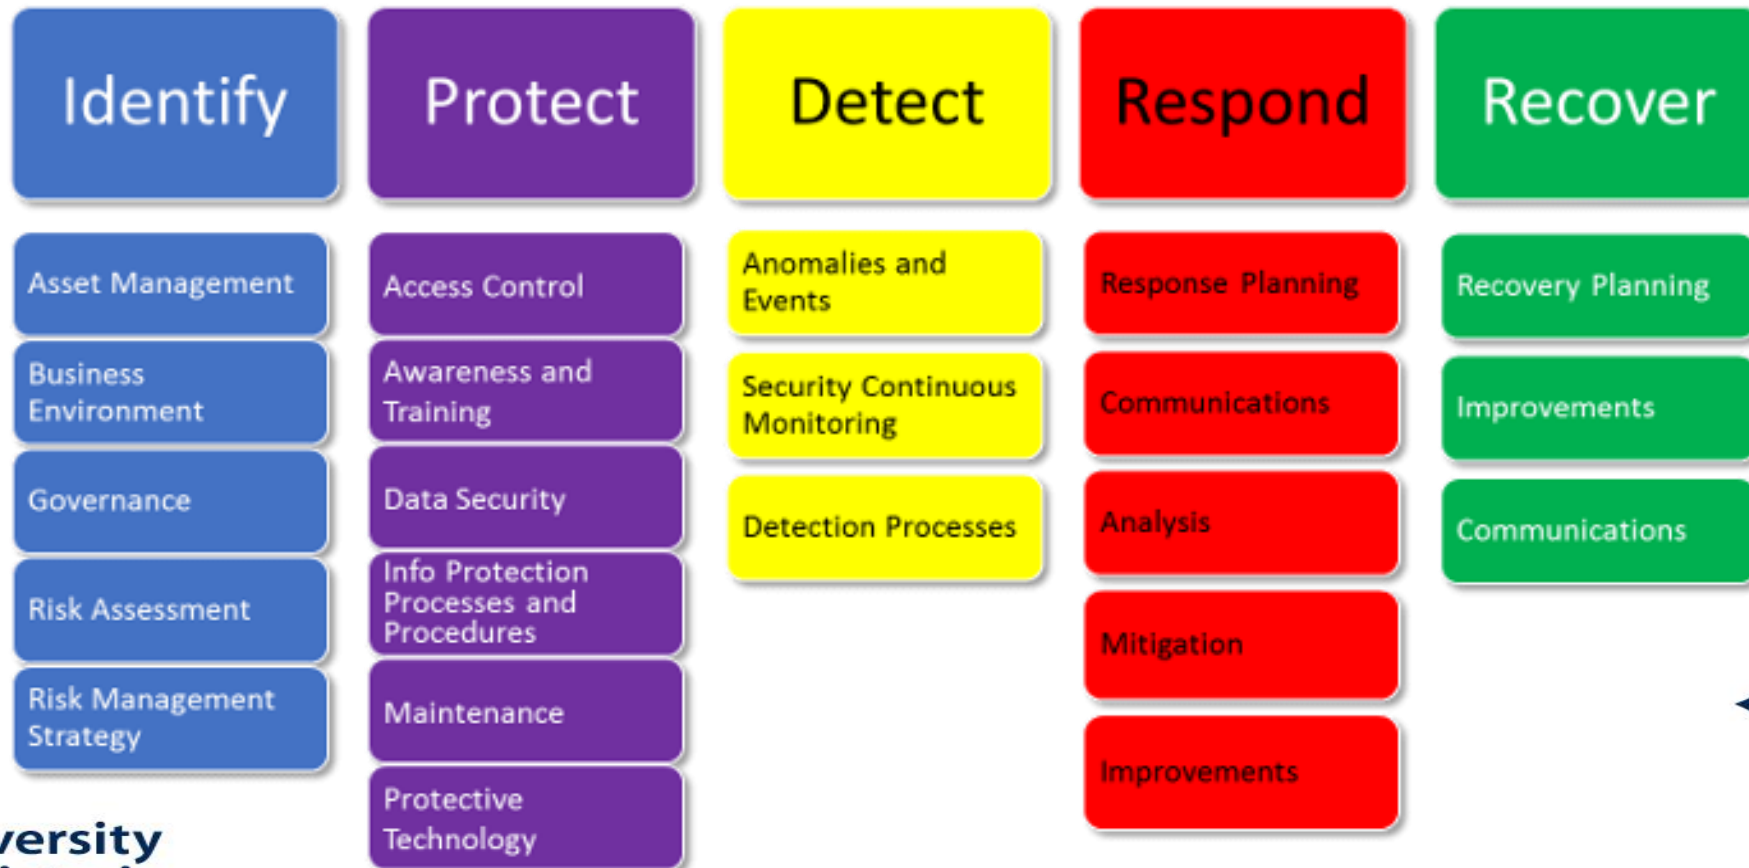 Identify
Protect
Detect
Respond
Recover
Asset Management
Business
Environment
Governance
Risk Assessment
Risk Management
Strategy
Access Control
Awareness and
Training
Data Security
Info Protection
Processes and
Procedures
Maintenance
Protective
Technology
Anomalies and
Events
Security Continuous
Monitoring
Detection Processes
Response Planning
Communications
Analysis
Mitigation
Improvements
Recovery Planning
Improvements
Communications
versity